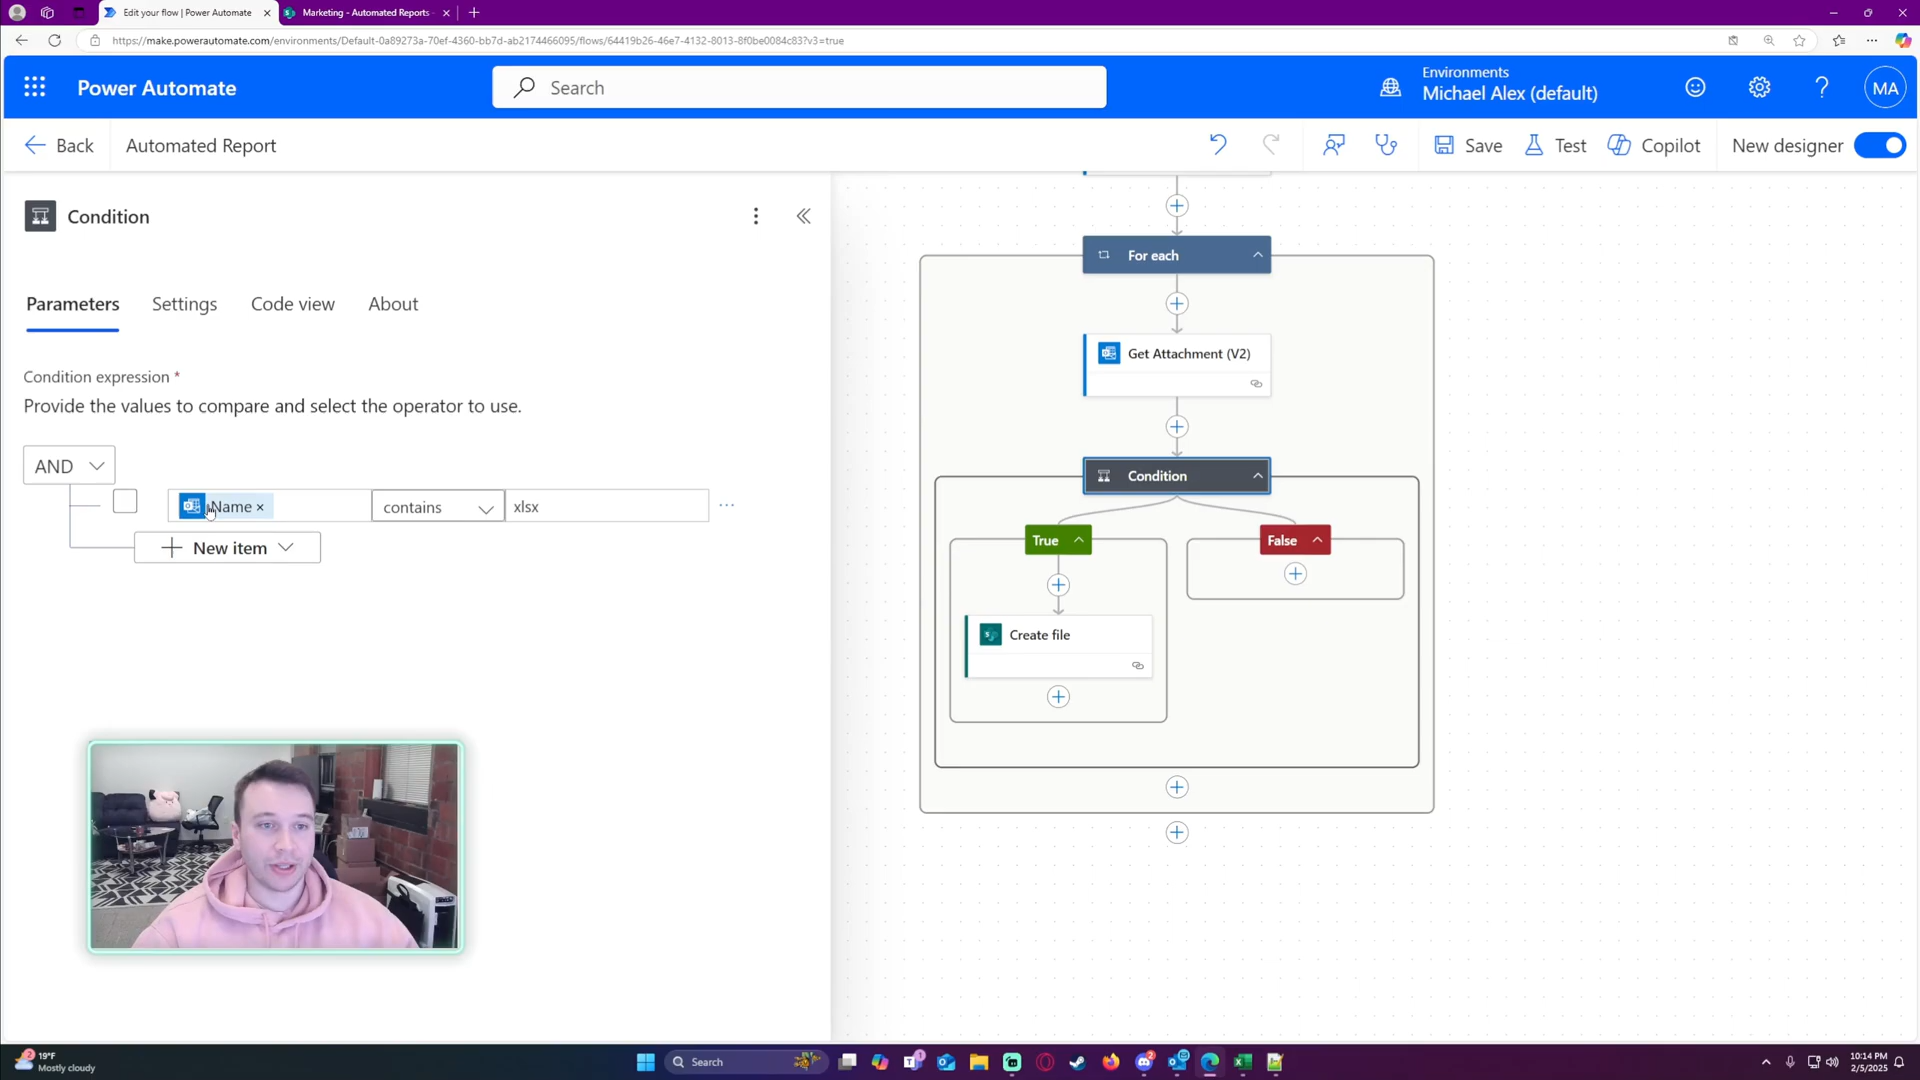 Edit your flow | Power Automate
Marketing - Automated Reports
https://make.powerautomate.com/environments/Default-0a89273a-70ef-4360-bb7d-ab2174466095/flows/64419b26-46e7-4132-8013-8f0be0084c83?v3=true
Power Automate
Search
Environments
Michael Alex (default)
MA
Back
Automated Report
Save
Test
Copilot
New designer
Condition
Parameters
Settings
Code view
About
Condition expression *
Provide the values to compare and select the operator to use.
AND
Name ×
contains
xlsx
New item
For each
Get Attachment (V2)
Condition
True
False
Create file
19°F
Mostly cloudy
Search
10:14 PM
2/5/2025